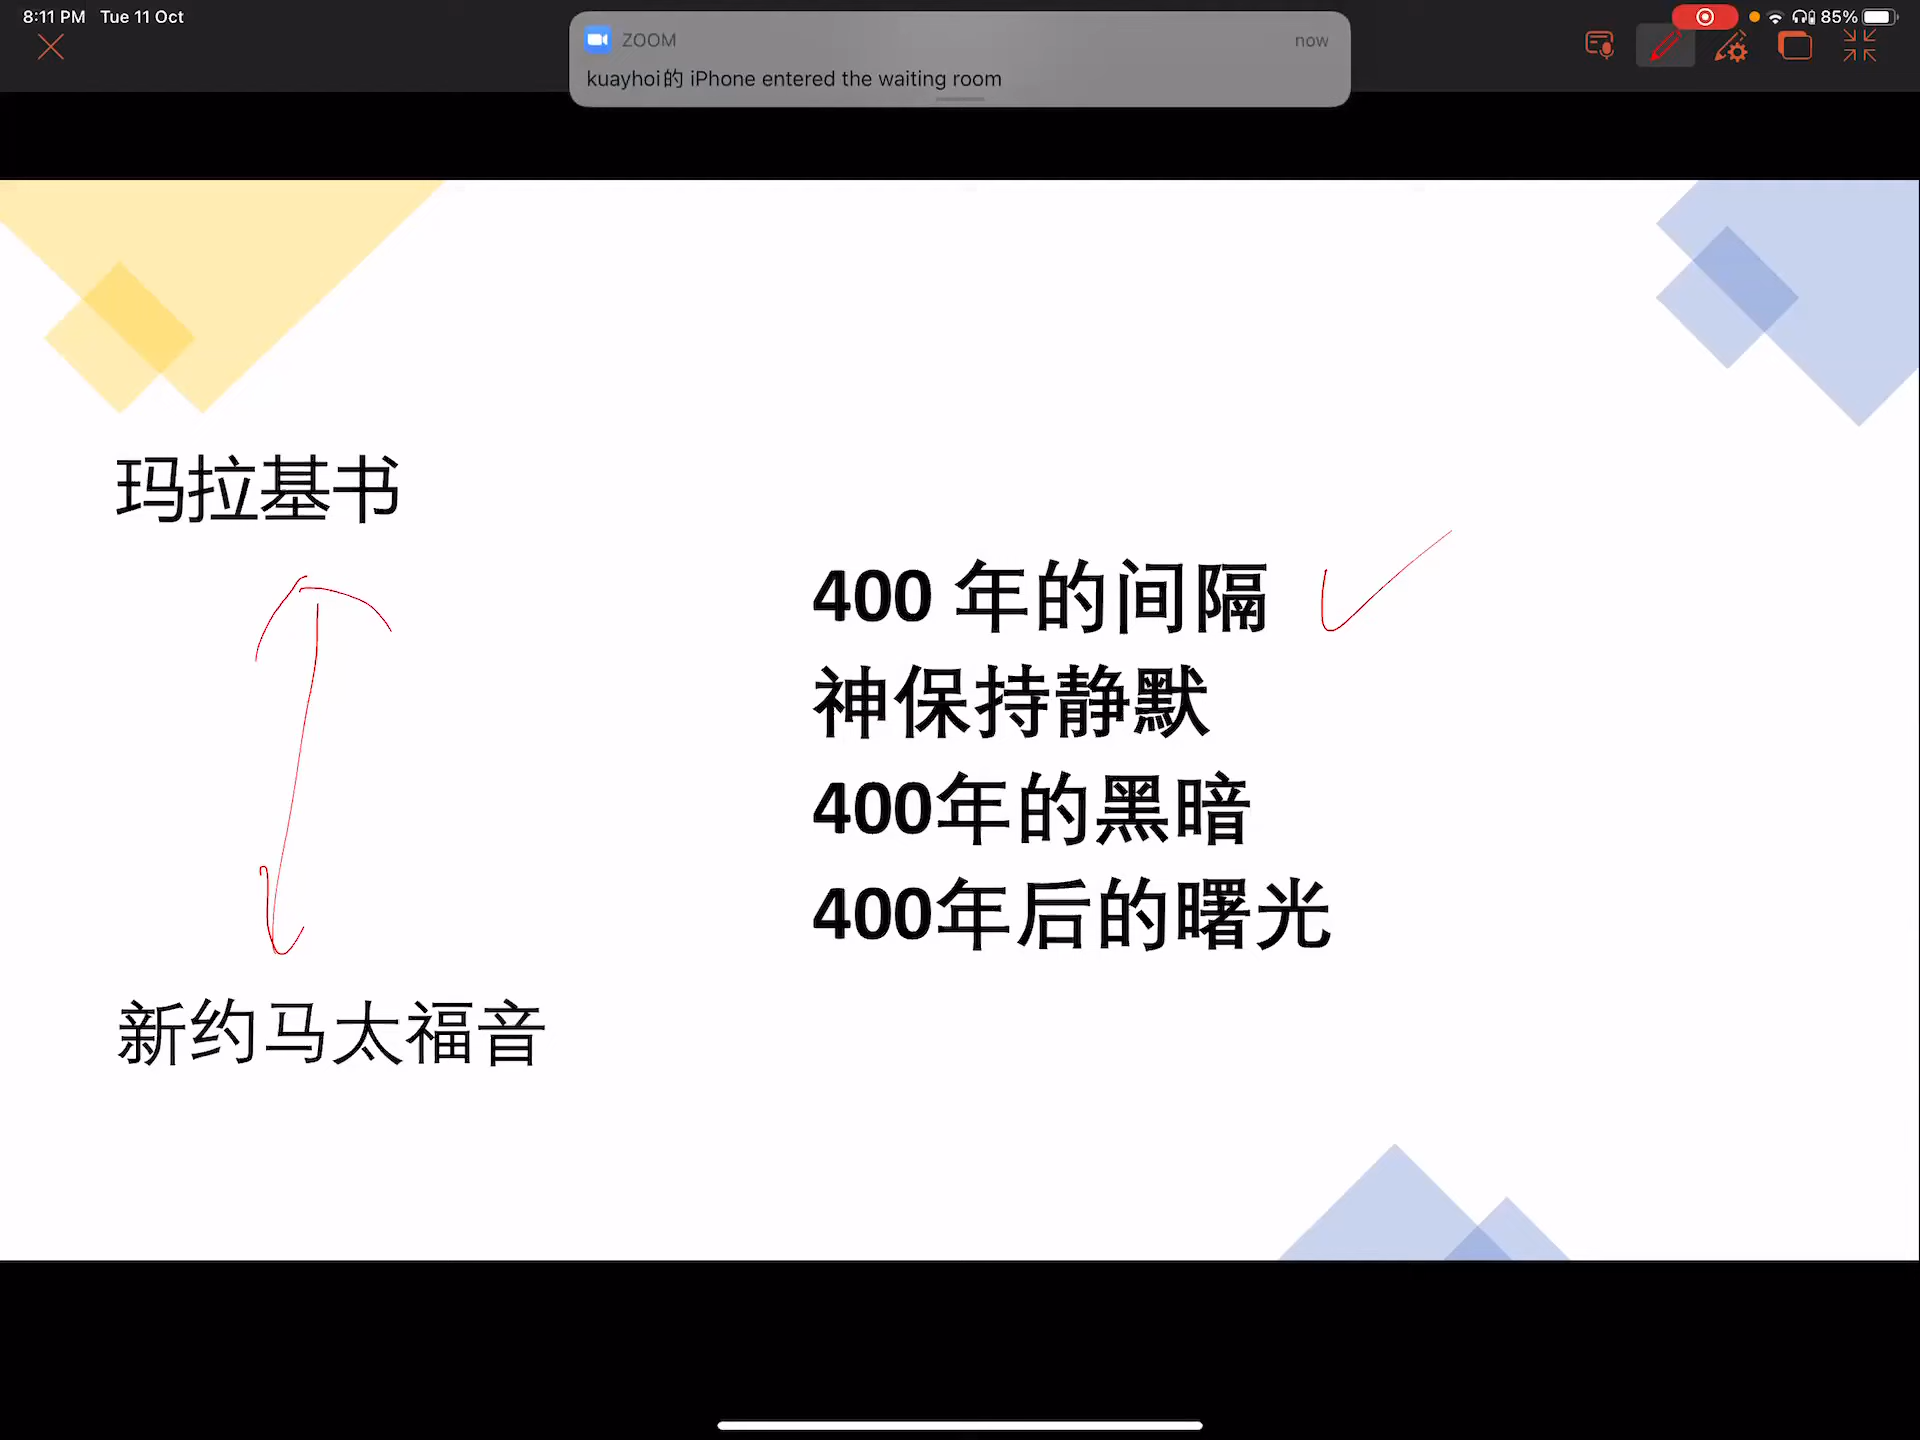 8:11 PM Tue 11 Oct
85%
ZOOM
now
kuayhoi的 iPhone entered the waiting room
玛拉基书
400 年的间隔
神保持静默
400年的黑暗
400年后的曙光
新约马太福音